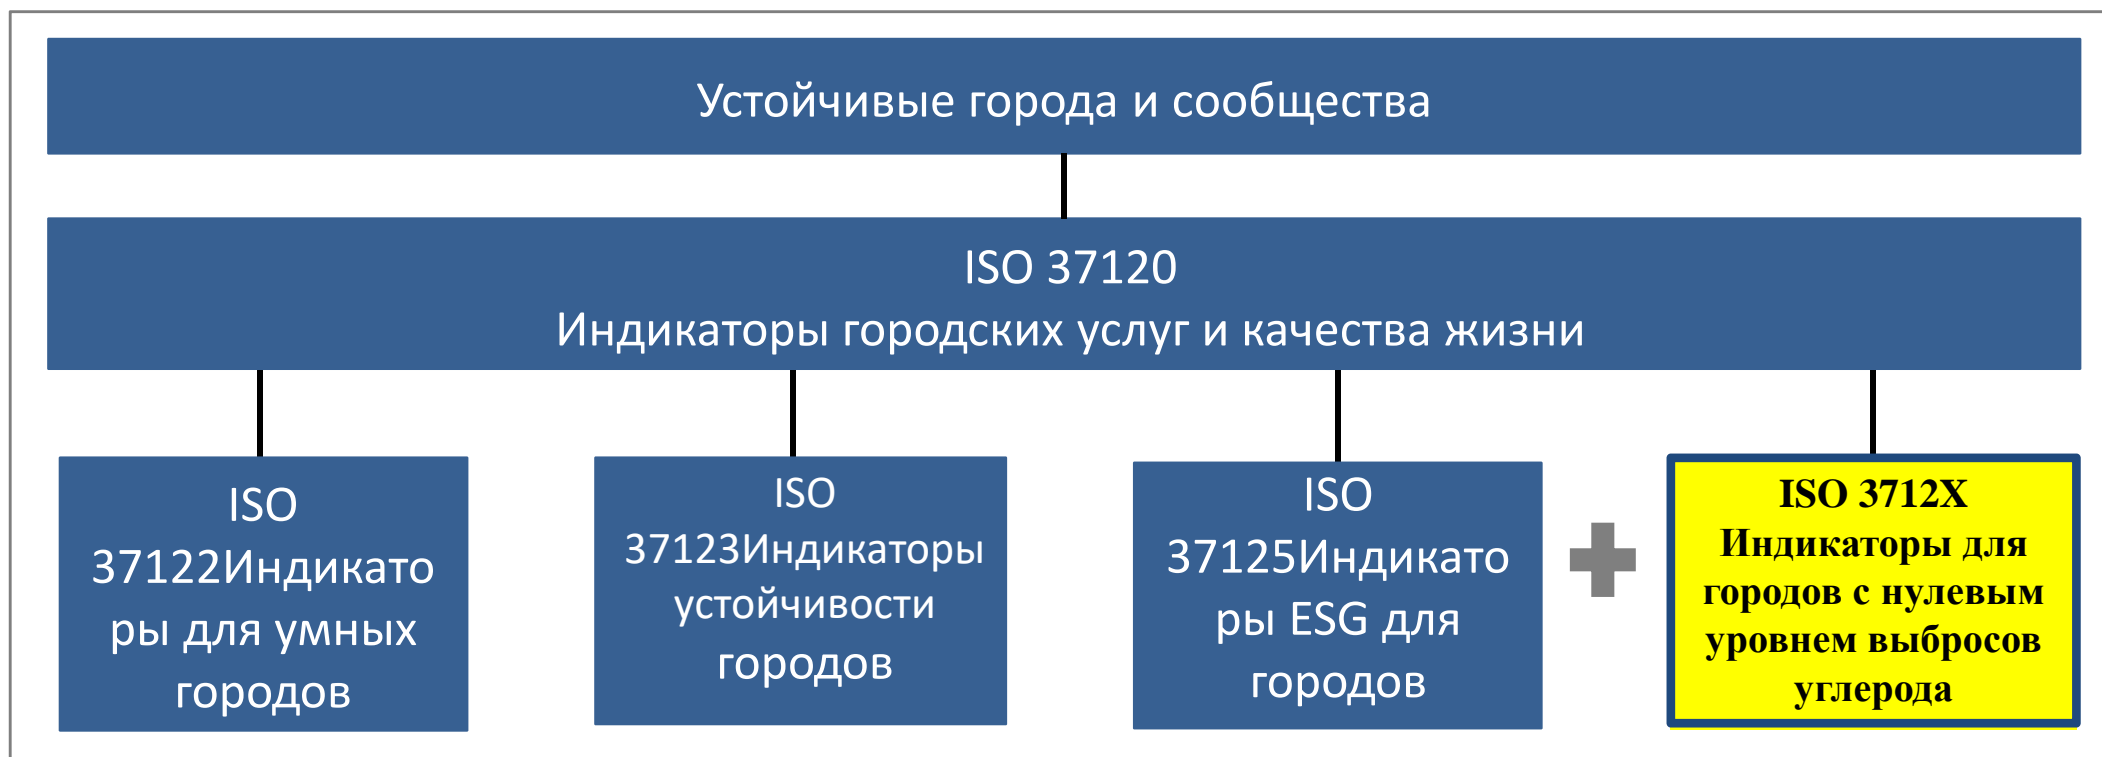 Устойчивые города и сообщества
ISO 37120
Индикаторы городских услуг и качества жизни
ISO
37122Индикато
ры для умных
городов
ISO
37123Индикаторы
устойчивости
городов
ISO
37125Индикато
ры ESG для
городов
ISO 3712X
Индикаторы для
городов с нулевым
уровнем выбросов
углерода